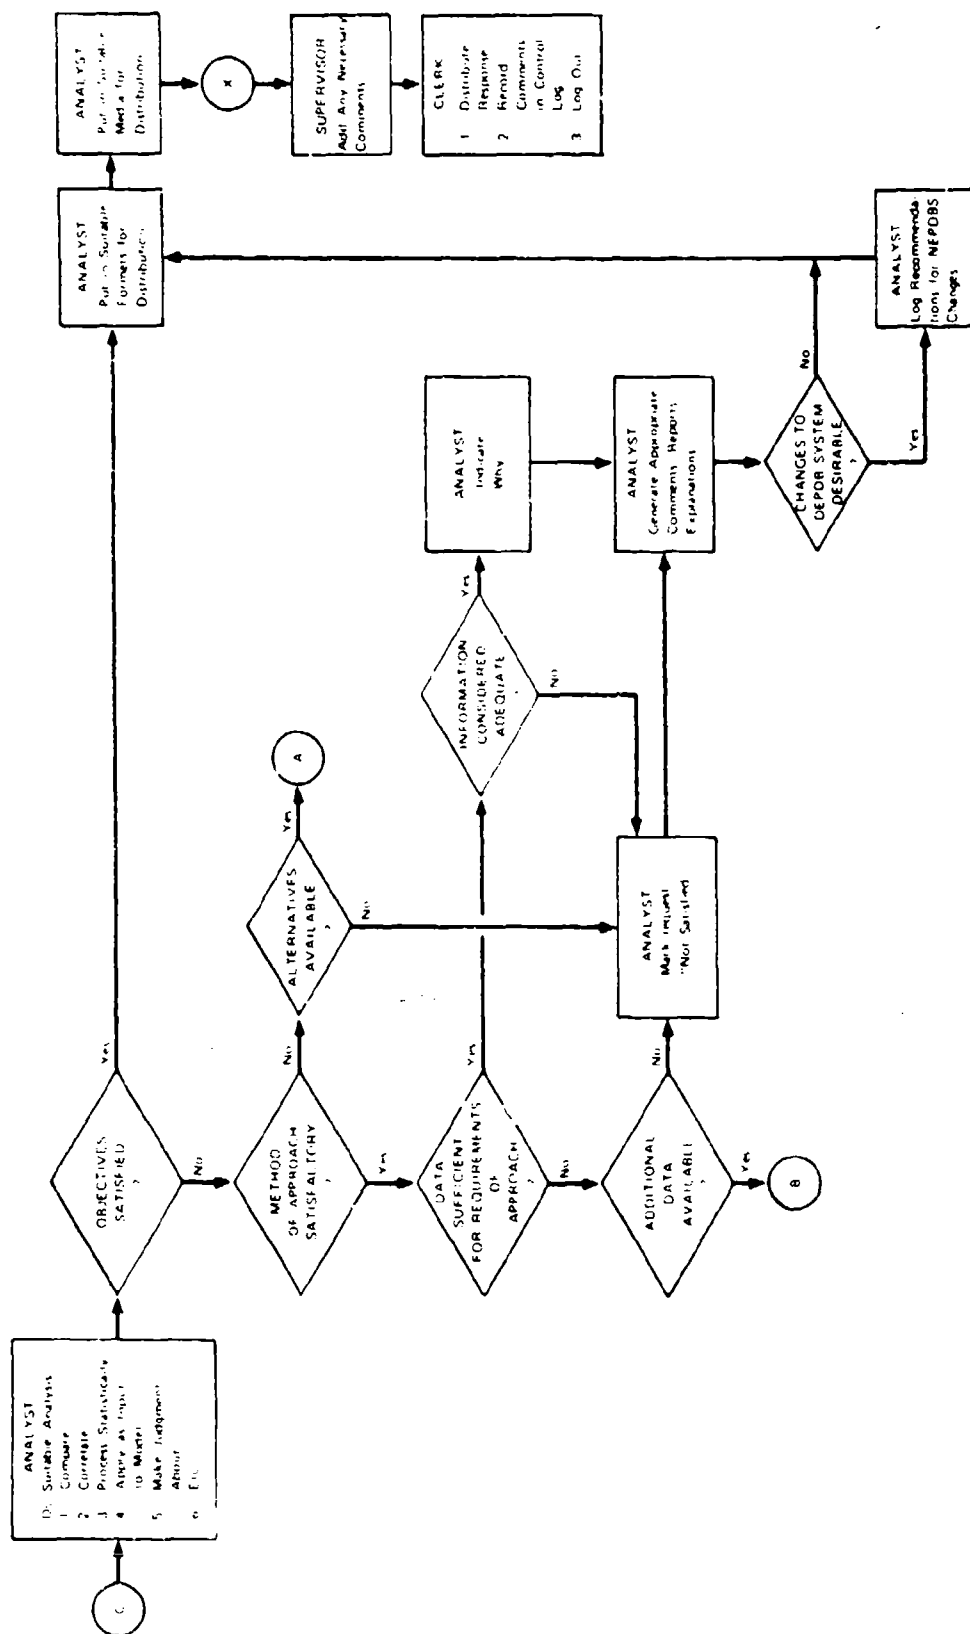 C
ANALYST
Do Suitable Analysis
1 Compare
2 Correlate
3 Process Statistically
4 Apply as Input
to Model
5 Make Judgment
About
6 Etc
OBJECTIVES
SATISFIED
?
Yes
No
METHOD
OF APPROACH
SATISFACTORY
?
No
Yes
ALTERNATIVES
AVAILABLE
?
Yes
No
A
DATA
SUFFICIENT
FOR REQUIREMENTS
OF
APPROACH
?
Yes
No
INFORMATION
CONSIDERED
ADEQUATE
Yes
No
ADDITIONAL
DATA
AVAILABLE
?
No
Yes
B
ANALYST
Mark request
"Not Satisfied
ANALYST
Indicate
Why
ANALYST
Generate Appropriate
Comments Reports
Explanations
CHANGES TO
DEPDB SYSTEM
DESIRABLE
?
No
Yes
ANALYST
Log Recommenda
tions for NEPDBS
Changes
ANALYST
Put in Suitable
Formets for
Distribution
ANALYST
Put in Suitable
Media for
Distribution
X
SUPERVISOR
Add Any Necessary
Comments
CLERK
1 Distribute
Response
2 Record
Comments
in Control
Log
3 Log Out